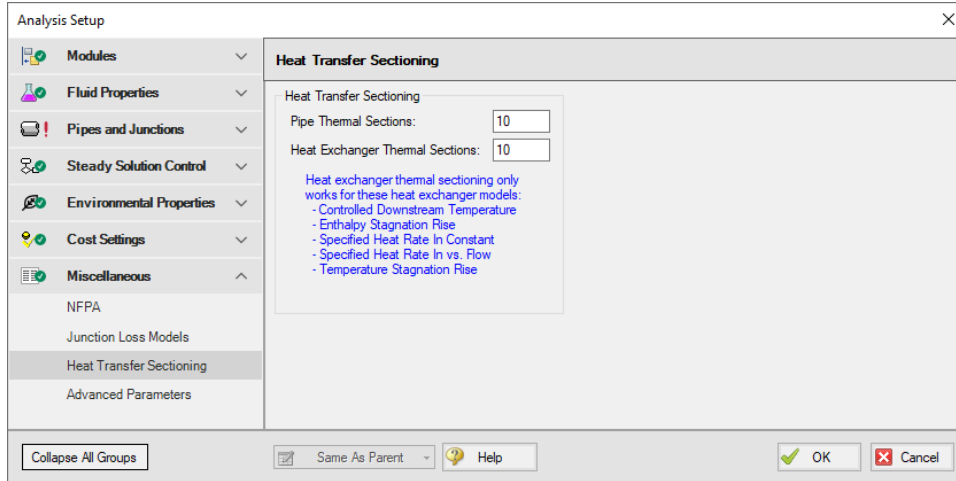 Analysis Setup
Modules
Fluid Properties
Pipes and Junctions
Steady Solution Control
Environmental Properties
Cost Settings
Miscellaneous
NFPA
Junction Loss Models
Heat Transfer Sectioning
Advanced Parameters
Heat Transfer Sectioning
Heat Transfer Sectioning
Pipe Thermal Sections: 10
Heat Exchanger Thermal Sections: 10
Heat exchanger thermal sectioning only
works for these heat exchanger models:
- Controlled Downstream Temperature
- Enthalpy Stagnation Rise
- Specified Heat Rate In Constant
- Specified Heat Rate In vs. Flow
- Temperature Stagnation Rise
Collapse All Groups
Same As Parent
Help
OK
Cancel